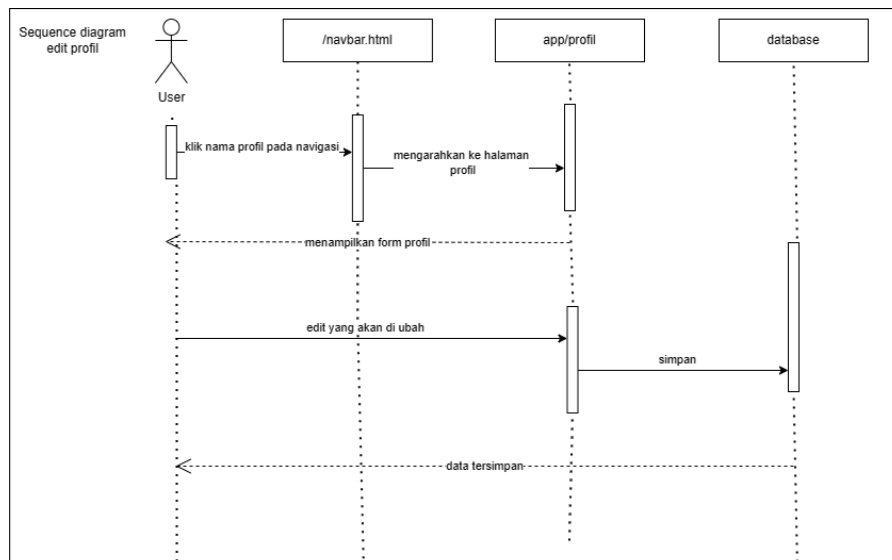 Sequence diagram
edit profil
User
/navbar.html
app/profil
database
klik nama profil pada navigasi
mengarahkan ke halaman
profil
menampilkan form profil
edit yang akan di ubah
simpan
data tersimpan